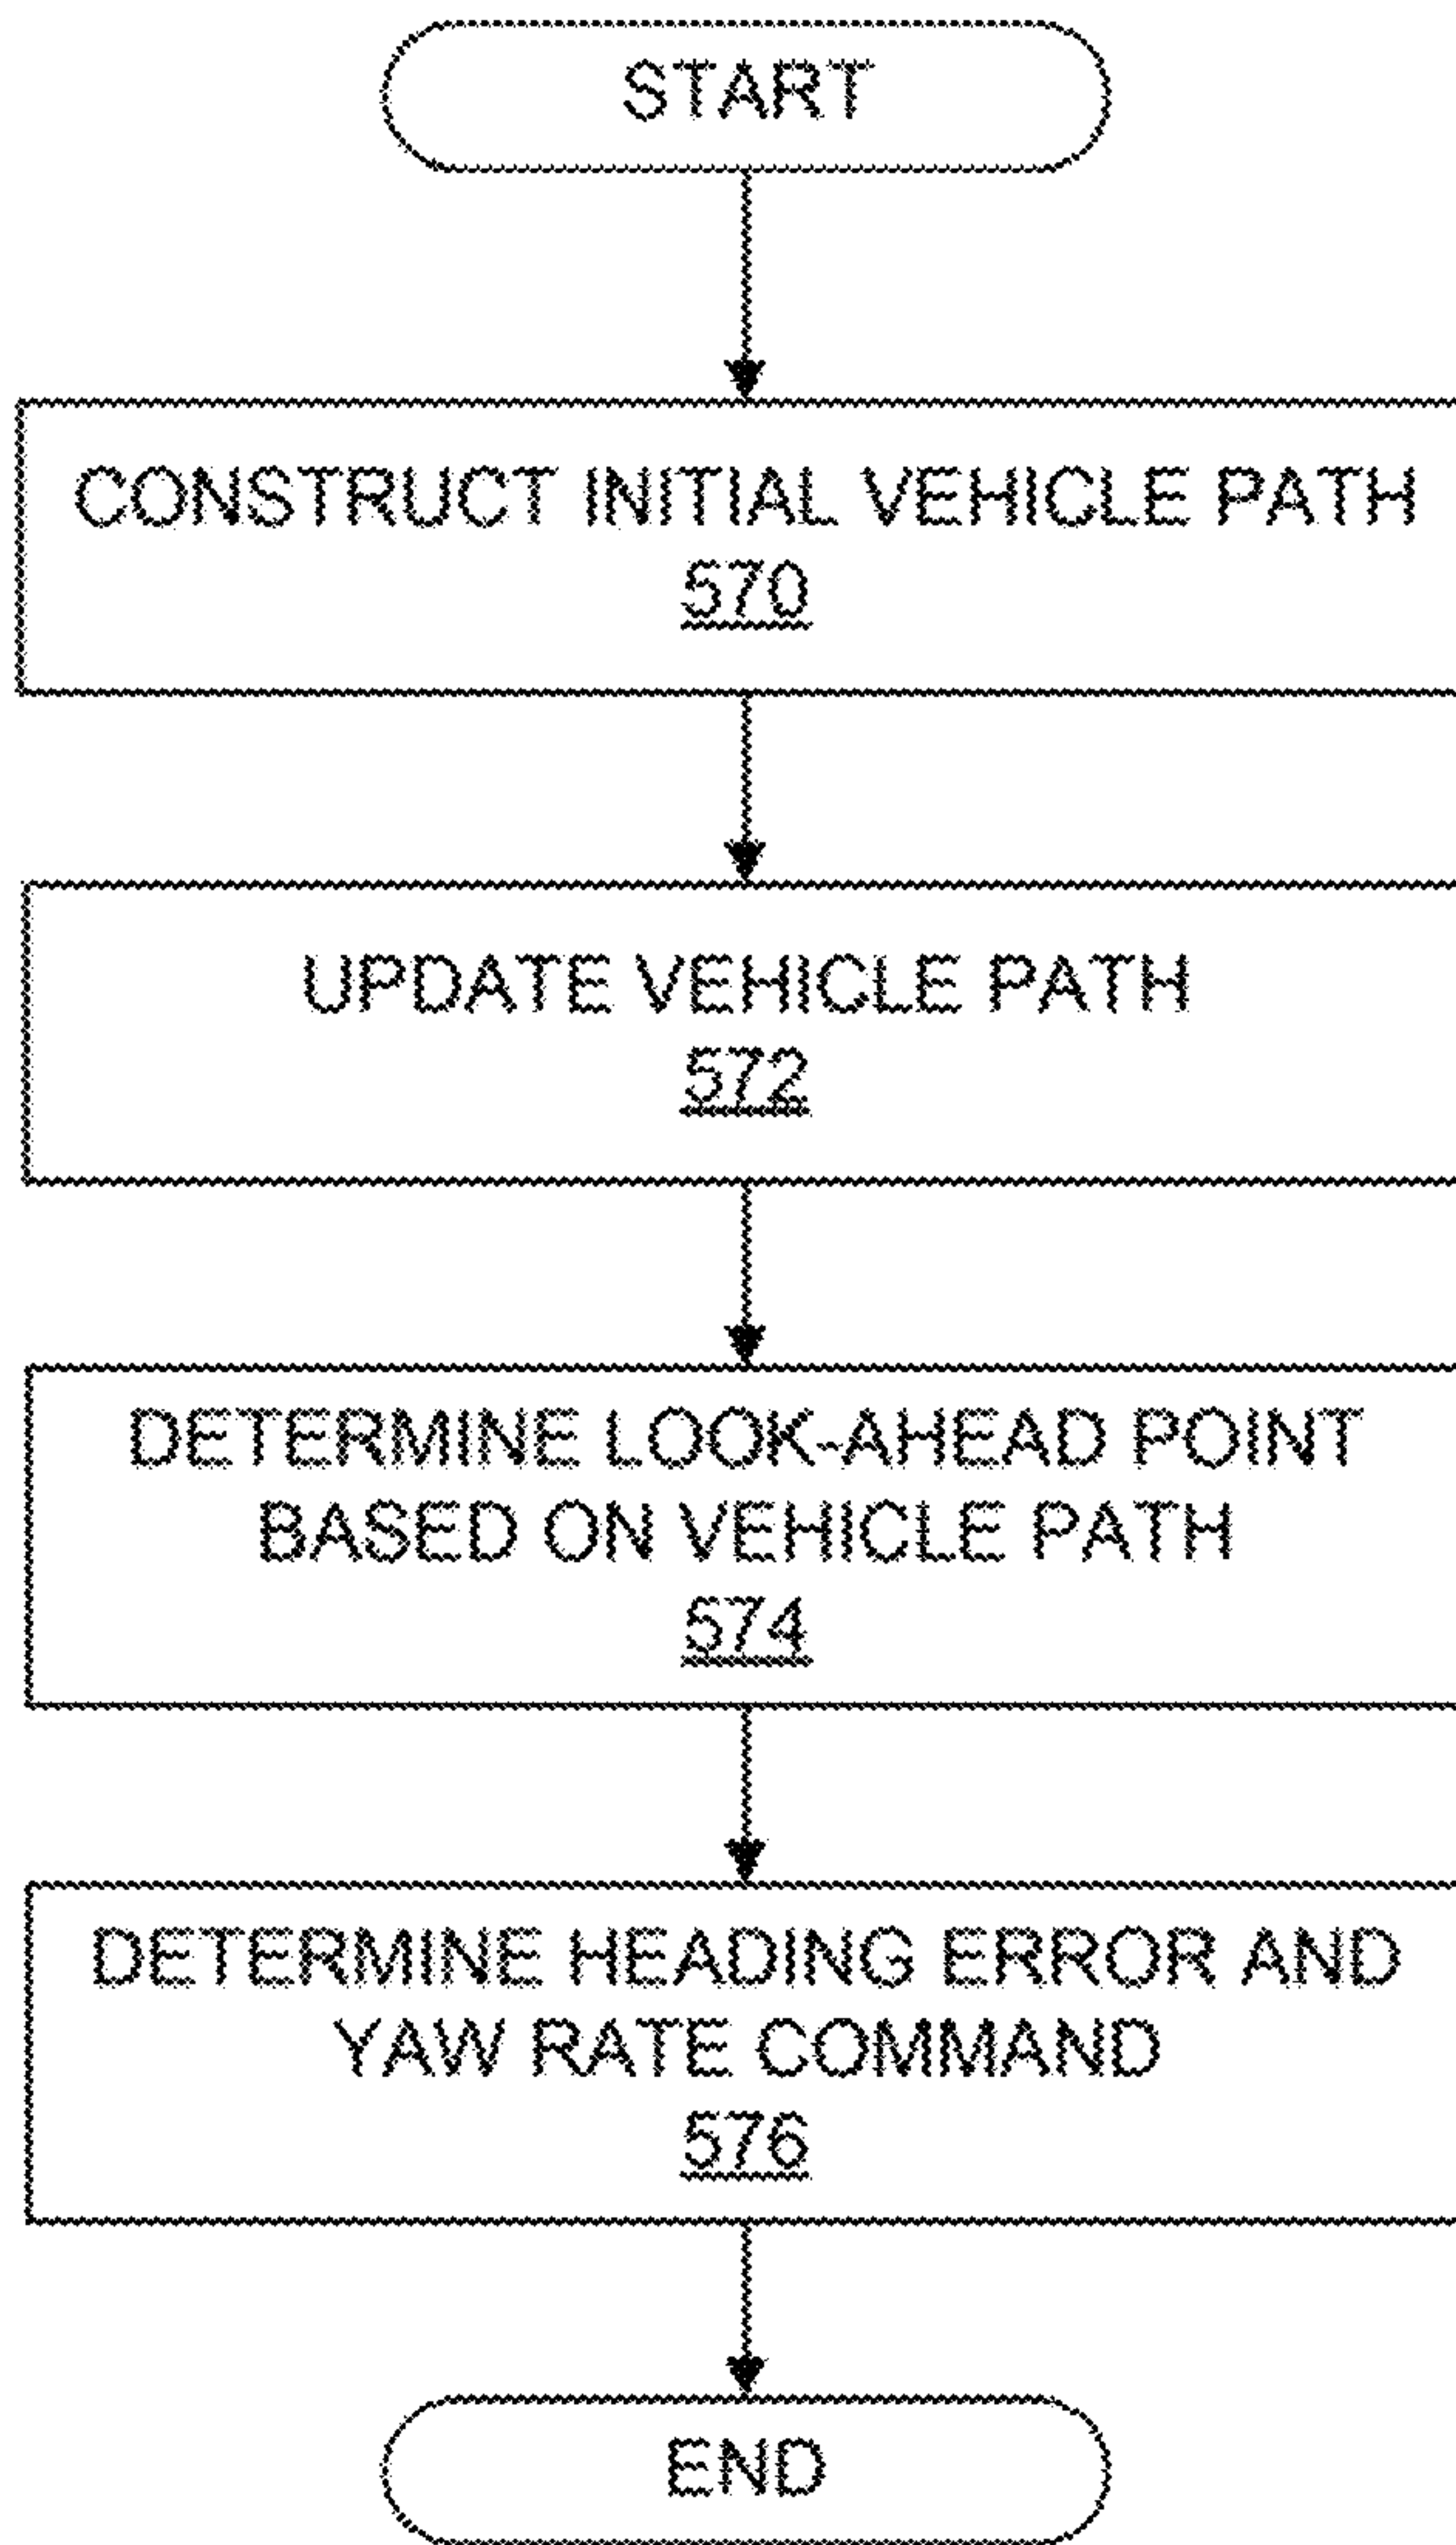 START
CONSTRUCT INITIAL VEHICLE PATH
570
UPDATE VEHICLE PATH
572
DETERMINE LOOK-AHEAD POINT
BASED ON VEHICLE PATH
574
DETERMINE HEADING ERROR AND
YAW RATE COMMAND
576
END